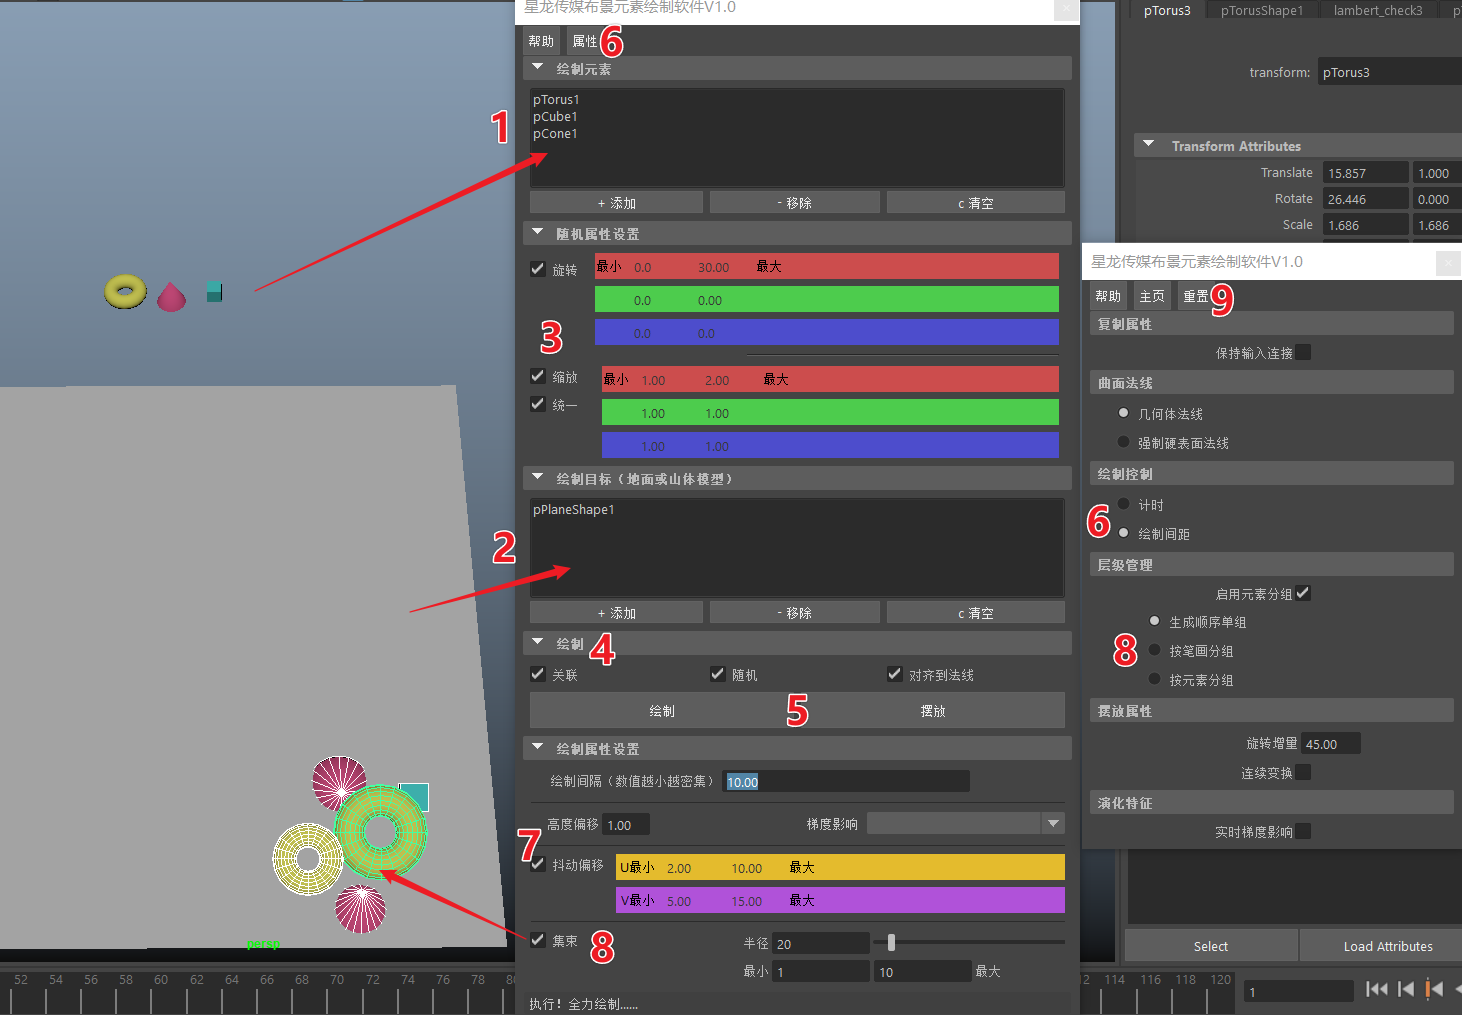 星龙传媒布景元素绘制软件V1.0
帮助 属性 6
绘制元素
1
pTorus1
pCube1
pCone1
+ 添加 - 移除 c 清空
随机属性设置
旋转 最小 0.0 30.00 最大
0.0 0.00
0.0 0.0
3
缩放 最小 1.00 2.00 最大
统一 1.00 1.00
1.00 1.00
绘制目标（地面或山体模型）
pPlaneShape1
2
+ 添加 - 移除 c 清空
绘制 4
关联 随机 对齐到法线
绘制 5 摆放
绘制属性设置
绘制间隔（数值越小越密集） 10.00
高度偏移 1.00 梯度影响
7
抖动偏移 U最小 2.00 10.00 最大
V最小 5.00 15.00 最大
集束 8 半径 20
最小 1 10 最大
执行！全力绘制......
persp
52 54 56 58 60 62 64 66 68 70 72 74 76 78 80
pTorus3 pTorusShape1 lambert_check3
transform: pTorus3
Transform Attributes
Translate 15.857 1.000
Rotate 26.446 0.000
Scale 1.686 1.686
星龙传媒布景元素绘制软件V1.0
帮助 主页 重置 9
复制属性
保持输入连接
曲面法线
几何体法线
强制硬表面法线
绘制控制
计时
6
绘制间距
层级管理
启用元素分组
生成顺序单组
8 按笔画分组
按元素分组
摆放属性
旋转增量 45.00
连续变换
演化特征
实时梯度影响
Select Load Attributes
12 114 116 118 120
1